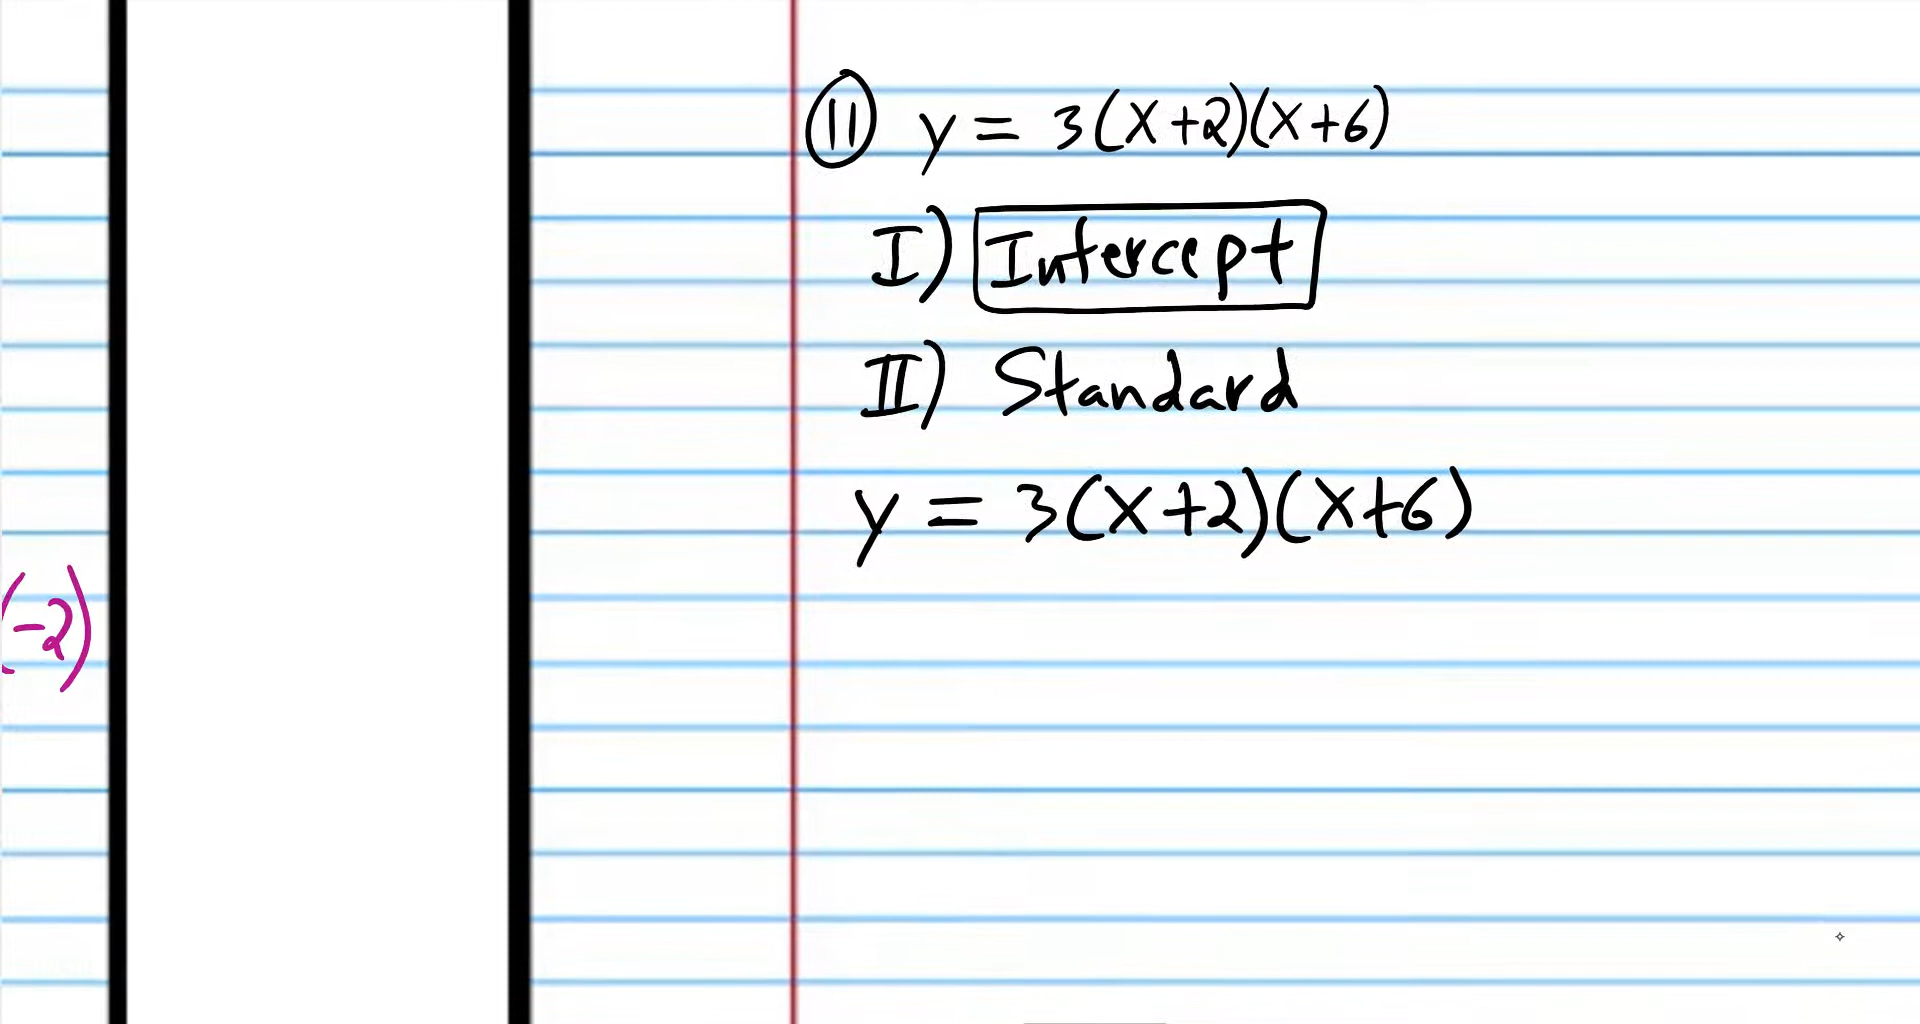 (-2)
11 y = 3(x+2)(x+6)
I) Intercept
II) Standard
y = 3(x+2)(x+6)